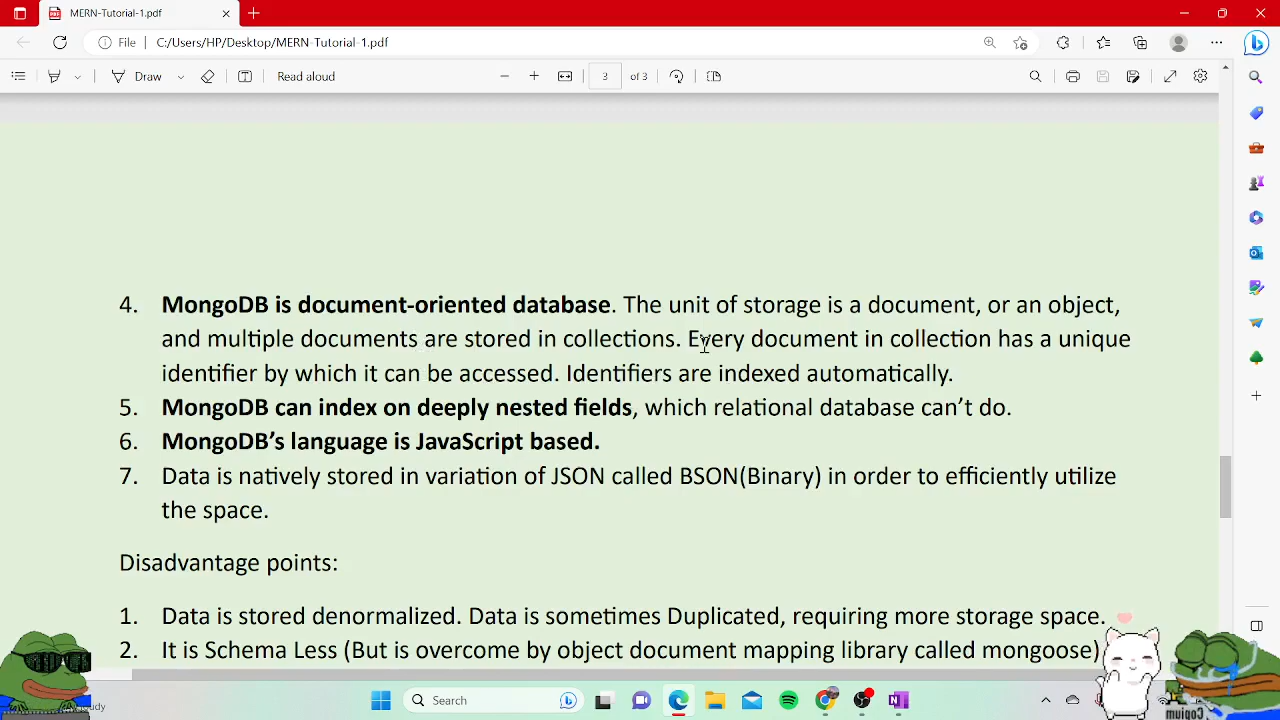 MERN-Tutorial-1.pdf
File
C:/Users/HP/Desktop/MERN-Tutorial-1.pdf
Draw
Read aloud
3
of 3
4. MongoDB is document-oriented database. The unit of storage is a document, or an object,
and multiple documents are stored in collections. Every document in collection has a unique
identifier by which it can be accessed. Identifiers are indexed automatically.
5. MongoDB can index on deeply nested fields, which relational database can't do.
6. MongoDB's language is JavaScript based.
7. Data is natively stored in variation of JSON called BSON(Binary) in order to efficiently utilize
the space.
Disadvantage points:
1. Data is stored denormalized. Data is sometimes Duplicated, requiring more storage space.
2. It is Schema Less (But is overcome by object document mapping library called mongoose)
Search